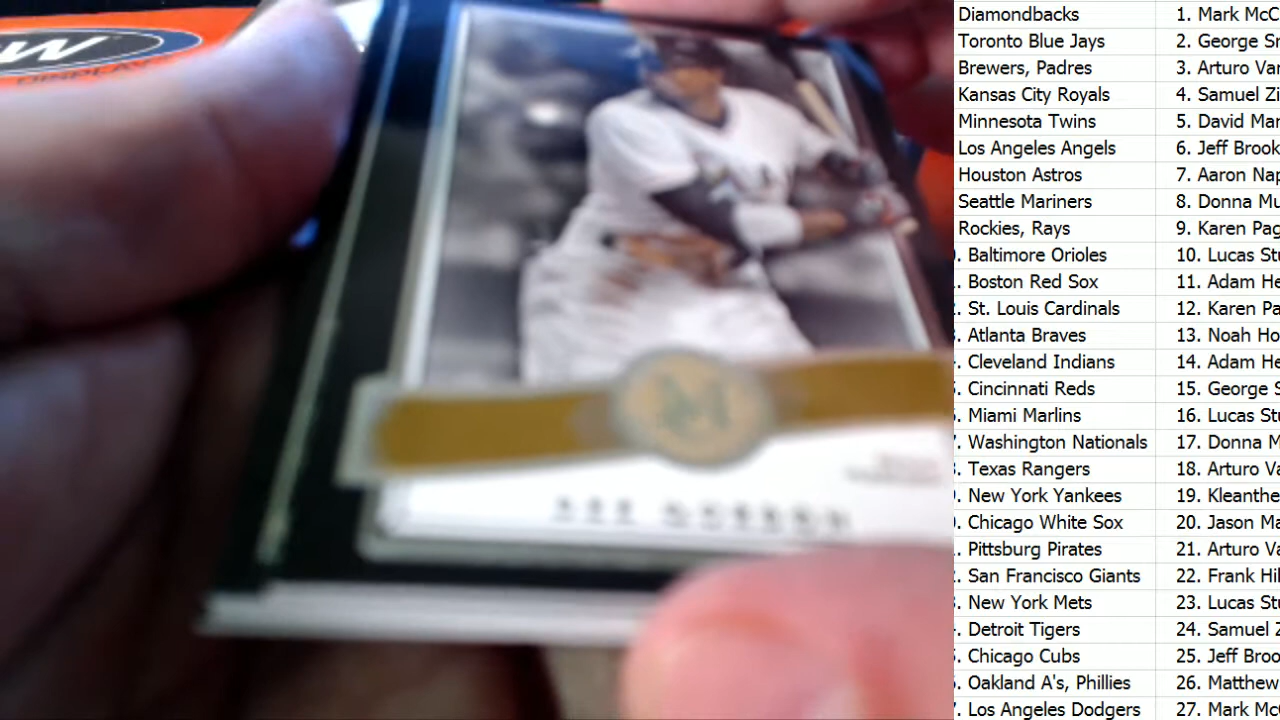 DISPLAY
DEE GORDON
Diamondbacks 1. Mark McC
Toronto Blue Jays 2. George Sm
Brewers, Padres 3. Arturo Var
Kansas City Royals 4. Samuel Zi
Minnesota Twins 5. David Mar
Los Angeles Angels 6. Jeff Brook
Houston Astros 7. Aaron Nap
Seattle Mariners 8. Donna Mu
Rockies, Rays 9. Karen Pag
. Baltimore Orioles 10. Lucas Stu
. Boston Red Sox 11. Adam He
. St. Louis Cardinals 12. Karen Pa
. Atlanta Braves 13. Noah Ho
. Cleveland Indians 14. Adam He
. Cincinnati Reds 15. George S
. Miami Marlins 16. Lucas Stu
. Washington Nationals 17. Donna M
. Texas Rangers 18. Arturo Va
. New York Yankees 19. Kleanthe
. Chicago White Sox 20. Jason Ma
. Pittsburg Pirates 21. Arturo Va
. San Francisco Giants 22. Frank Hil
. New York Mets 23. Lucas Stu
. Detroit Tigers 24. Samuel Z
. Chicago Cubs 25. Jeff Broo
. Oakland A's, Phillies 26. Matthew
. Los Angeles Dodgers 27. Mark Mc